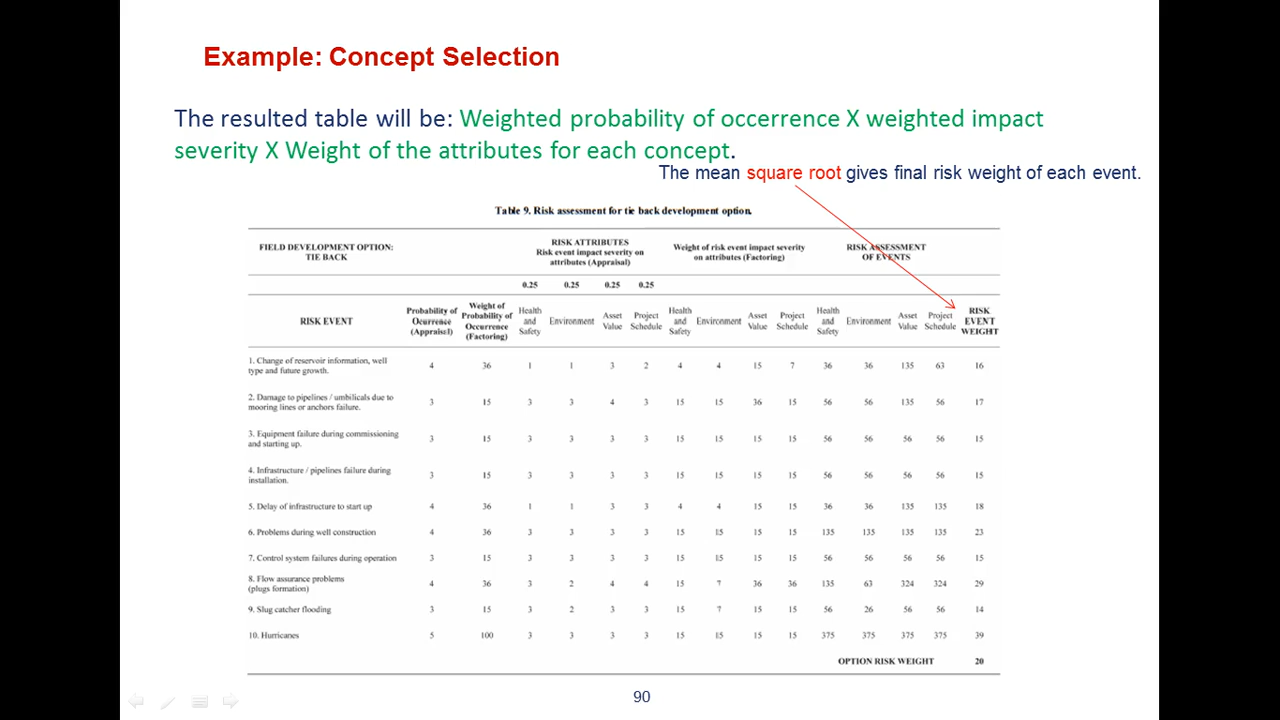 Example: Concept Selection
The resulted table will be: Weighted probability of occerrence X weighted impact
severity X Weight of the attributes for each concept.
The mean square root gives final risk weight of each event.
Table 9. Risk assessment for tie back development option.
FIELD DEVELOPMENT OPTION:
TIE BACK
RISK ATTRIBUTES
Risk event impact severity on
attributes (Appraisal)
Weight of risk event impact severity
on attributes (Factoring)
RISK ASSESSMENT
OF EVENTS
0.25 0.25 0.25 0.25
RISK EVENT
Probability of
Ocurrence
(Appraisel)
Weight of
Probability of
Occurrence
(Factoring)
Health
and
Safety
Environment
Asset
Value
Project
Schedule
Health
and
Safety
Environment
Asset
Value
Project
Schedule
Health
and
Safety
Environment
Asset
Value
Project
Schedule
RISK
EVENT
WEIGHT
1. Change of reservoir information, well
type and future growth.
4 36 1 1 3 2 4 4 15 7 36 36 135 63 16
2. Damage to pipelines / umbilicals due to
mooring lines or anchors failure.
3 15 3 3 4 3 15 15 36 15 56 56 135 56 17
3. Equipment failure during commissioning
and starting up.
3 15 3 3 3 3 15 15 15 15 56 56 56 56 15
4. Infrastructure / pipelines failure during
installation.
3 15 3 3 3 3 15 15 15 15 56 56 56 56 15
5. Delay of infrastructure to start up 4 36 1 1 3 3 4 4 15 15 36 36 135 135 18
6. Problems during well construction 4 36 3 3 3 3 15 15 15 15 135 135 135 135 23
7. Control system failures during operation 3 15 3 3 3 3 15 15 15 15 56 56 56 56 15
8. Flow assurance problems
(plugs formation)
4 36 3 2 4 4 15 7 36 36 135 63 324 324 29
9. Slug catcher flooding 3 15 3 2 3 3 15 7 15 15 56 26 56 56 14
10. Hurricanes 5 100 3 3 3 3 15 15 15 15 375 375 375 375 39
OPTION RISK WEIGHT 20
90